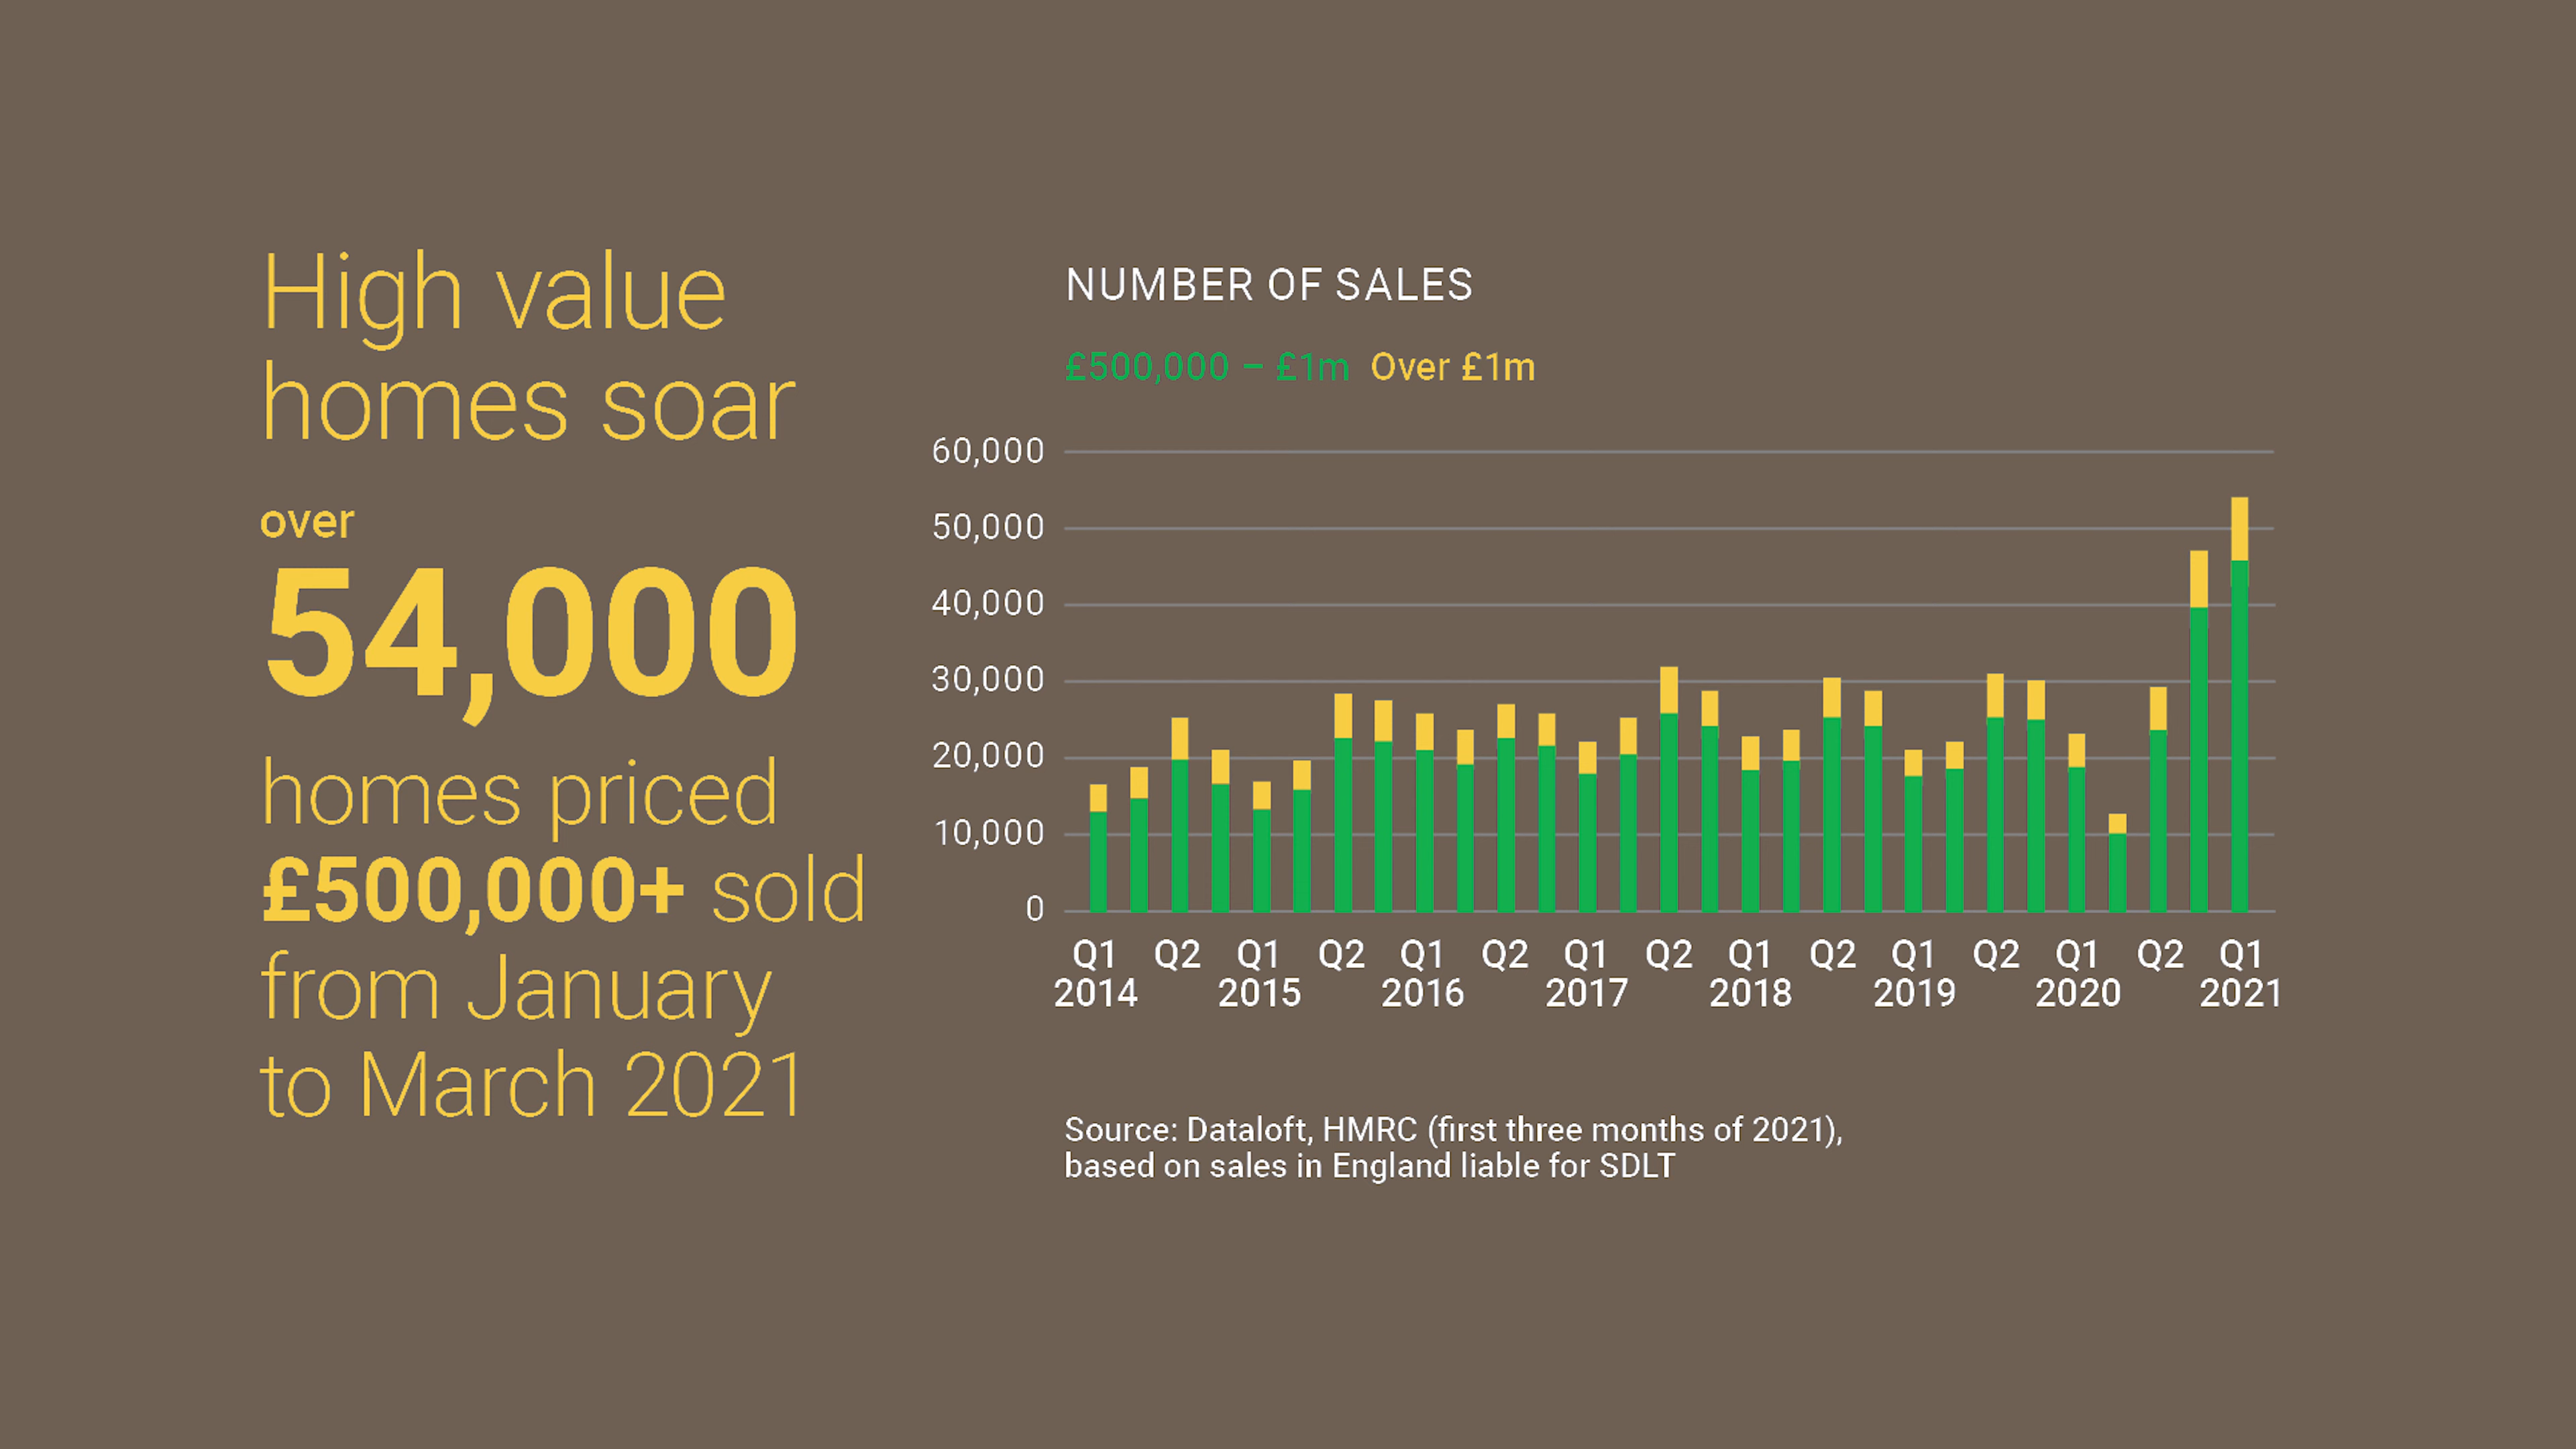 High value
homes soar
over
54,000
homes priced
£500,000+ sold
from January
to March 2021
NUMBER OF SALES
£500,000 – £1m Over £1m
60,000
50,000
40,000
30,000
20,000
10,000
0
Q1 Q2 Q1 Q2 Q1 Q2 Q1 Q2 Q1 Q2 Q1 Q2 Q1 Q2 Q1
2014 2015 2016 2017 2018 2019 2020 2021
Source: Dataloft, HMRC (first three months of 2021),
based on sales in England liable for SDLT